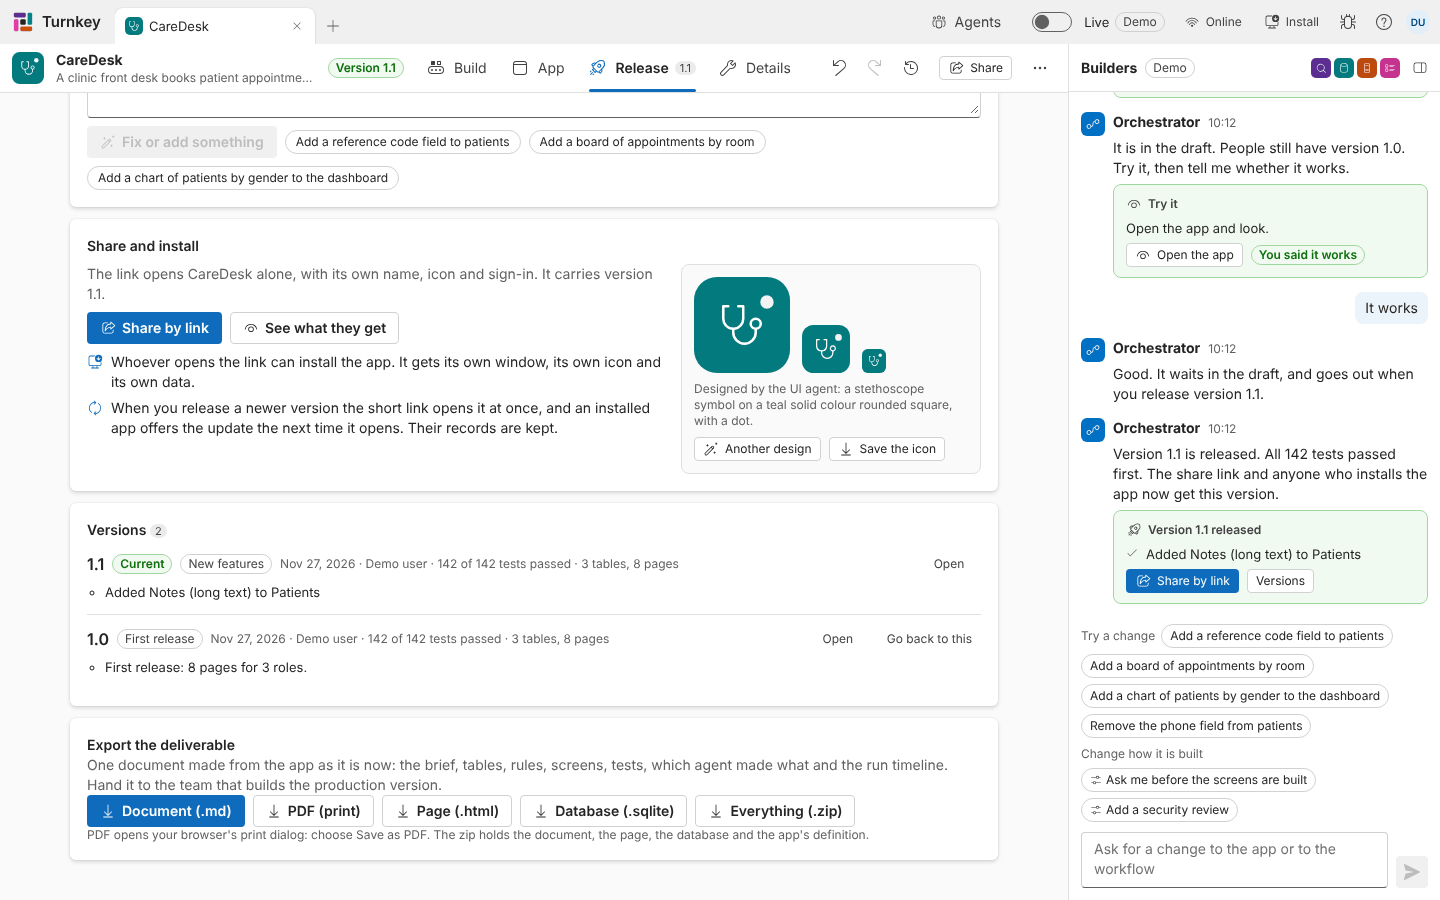 Turnkey
CareDesk
Agents
Live
Demo
Online
Install
DU
CareDesk
A clinic front desk books patient appointme...
Version 1.1
Build
App
Release 1.1
Details
Share
Builders
Demo
Fix or add something
Add a reference code field to patients
Add a board of appointments by room
Add a chart of patients by gender to the dashboard
Share and install
The link opens CareDesk alone, with its own name, icon and sign-in. It carries version
1.1.
Share by link
See what they get
Whoever opens the link can install the app. It gets its own window, its own icon and
its own data.
When you release a newer version the short link opens it at once, and an installed
app offers the update the next time it opens. Their records are kept.
Designed by the UI agent: a stethoscope
symbol on a teal solid colour rounded square,
with a dot.
Another design
Save the icon
Versions 2
1.1 Current New features Nov 27, 2026 · Demo user · 142 of 142 tests passed · 3 tables, 8 pages Open
Added Notes (long text) to Patients
1.0 First release Nov 27, 2026 · Demo user · 142 of 142 tests passed · 3 tables, 8 pages Open Go back to this
First release: 8 pages for 3 roles.
Export the deliverable
One document made from the app as it is now: the brief, tables, rules, screens, tests, which agent made what and the run timeline.
Hand it to the team that builds the production version.
Document (.md)
PDF (print)
Page (.html)
Database (.sqlite)
Everything (.zip)
PDF opens your browser's print dialog: choose Save as PDF. The zip holds the document, the page, the database and the app's definition.
Orchestrator 10:12
It is in the draft. People still have version 1.0.
Try it, then tell me whether it works.
Try it
Open the app and look.
Open the app
You said it works
It works
Orchestrator 10:12
Good. It waits in the draft, and goes out when
you release version 1.1.
Orchestrator 10:12
Version 1.1 is released. All 142 tests passed
first. The share link and anyone who installs the
app now get this version.
Version 1.1 released
Added Notes (long text) to Patients
Share by link
Versions
Try a change
Add a reference code field to patients
Add a board of appointments by room
Add a chart of patients by gender to the dashboard
Remove the phone field from patients
Change how it is built
Ask me before the screens are built
Add a security review
Ask for a change to the app or to the
workflow